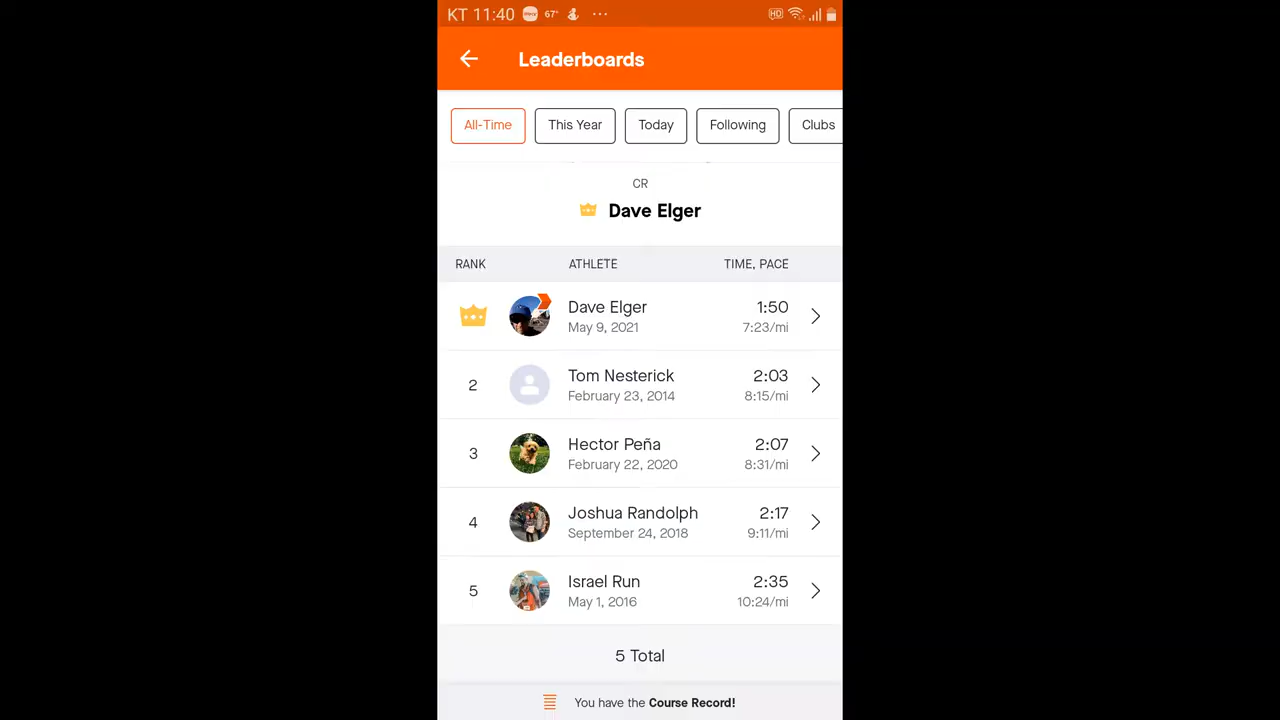 KT 11:40 67° ...
Leaderboards
All-Time This Year Today Following Clubs
CR
Dave Elger
RANK ATHLETE TIME, PACE
Dave Elger 1:50
May 9, 2021 7:23/mi
2 Tom Nesterick 2:03
February 23, 2014 8:15/mi
3 Hector Peña 2:07
February 22, 2020 8:31/mi
4 Joshua Randolph 2:17
September 24, 2018 9:11/mi
5 Israel Run 2:35
May 1, 2016 10:24/mi
5 Total
You have the Course Record!